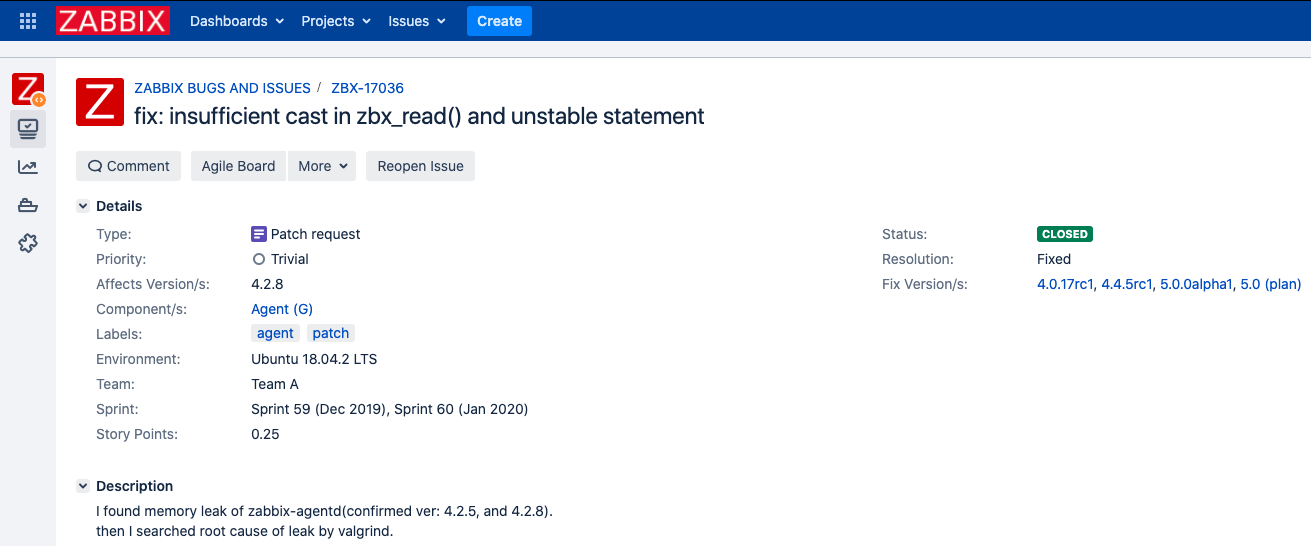 ZABBIX Dashboards Projects Issues Create
ZABBIX BUGS AND ISSUES / ZBX-17036
fix: insufficient cast in zbx_read() and unstable statement
Comment Agile Board More Reopen Issue
Details
Type: Patch request
Status: CLOSED
Priority: Trivial
Resolution: Fixed
Affects Version/s: 4.2.8
Fix Version/s: 4.0.17rc1, 4.4.5rc1, 5.0.0alpha1, 5.0 (plan)
Component/s: Agent (G)
Labels: agent patch
Environment: Ubuntu 18.04.2 LTS
Team: Team A
Sprint: Sprint 59 (Dec 2019), Sprint 60 (Jan 2020)
Story Points: 0.25
Description
I found memory leak of zabbix-agentd(confirmed ver: 4.2.5, and 4.2.8).
then I searched root cause of leak by valgrind.